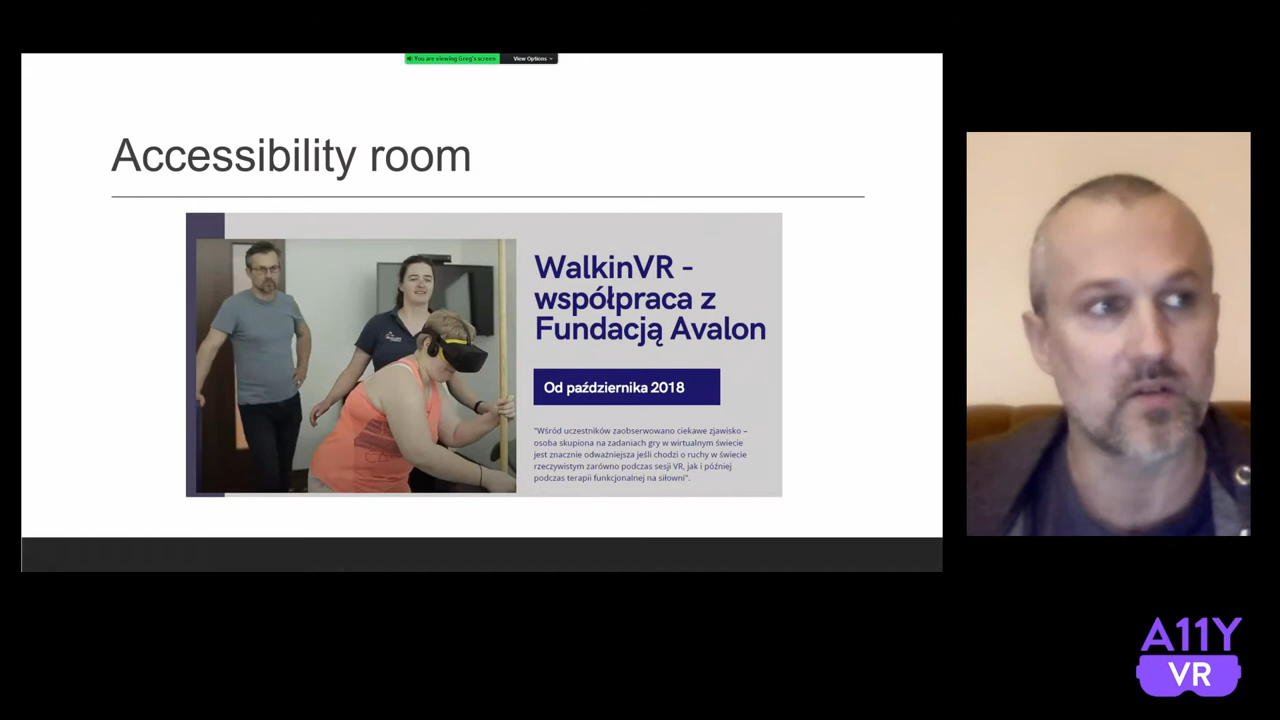 You are viewing Greg's screen View Options
Accessibility room
WalkinVR -
współpraca z
Fundacją Avalon
Od października 2018
"Wśród uczestników zaobserwowano ciekawe zjawisko –
osoba skupiona na zadaniach gry w wirtualnym świecie
jest znacznie odważniejsza jeśli chodzi o ruchy w świecie
rzeczywistym zarówno podczas sesji VR, jak i później
podczas terapii funkcjonalnej na siłowni".
A11Y
VR